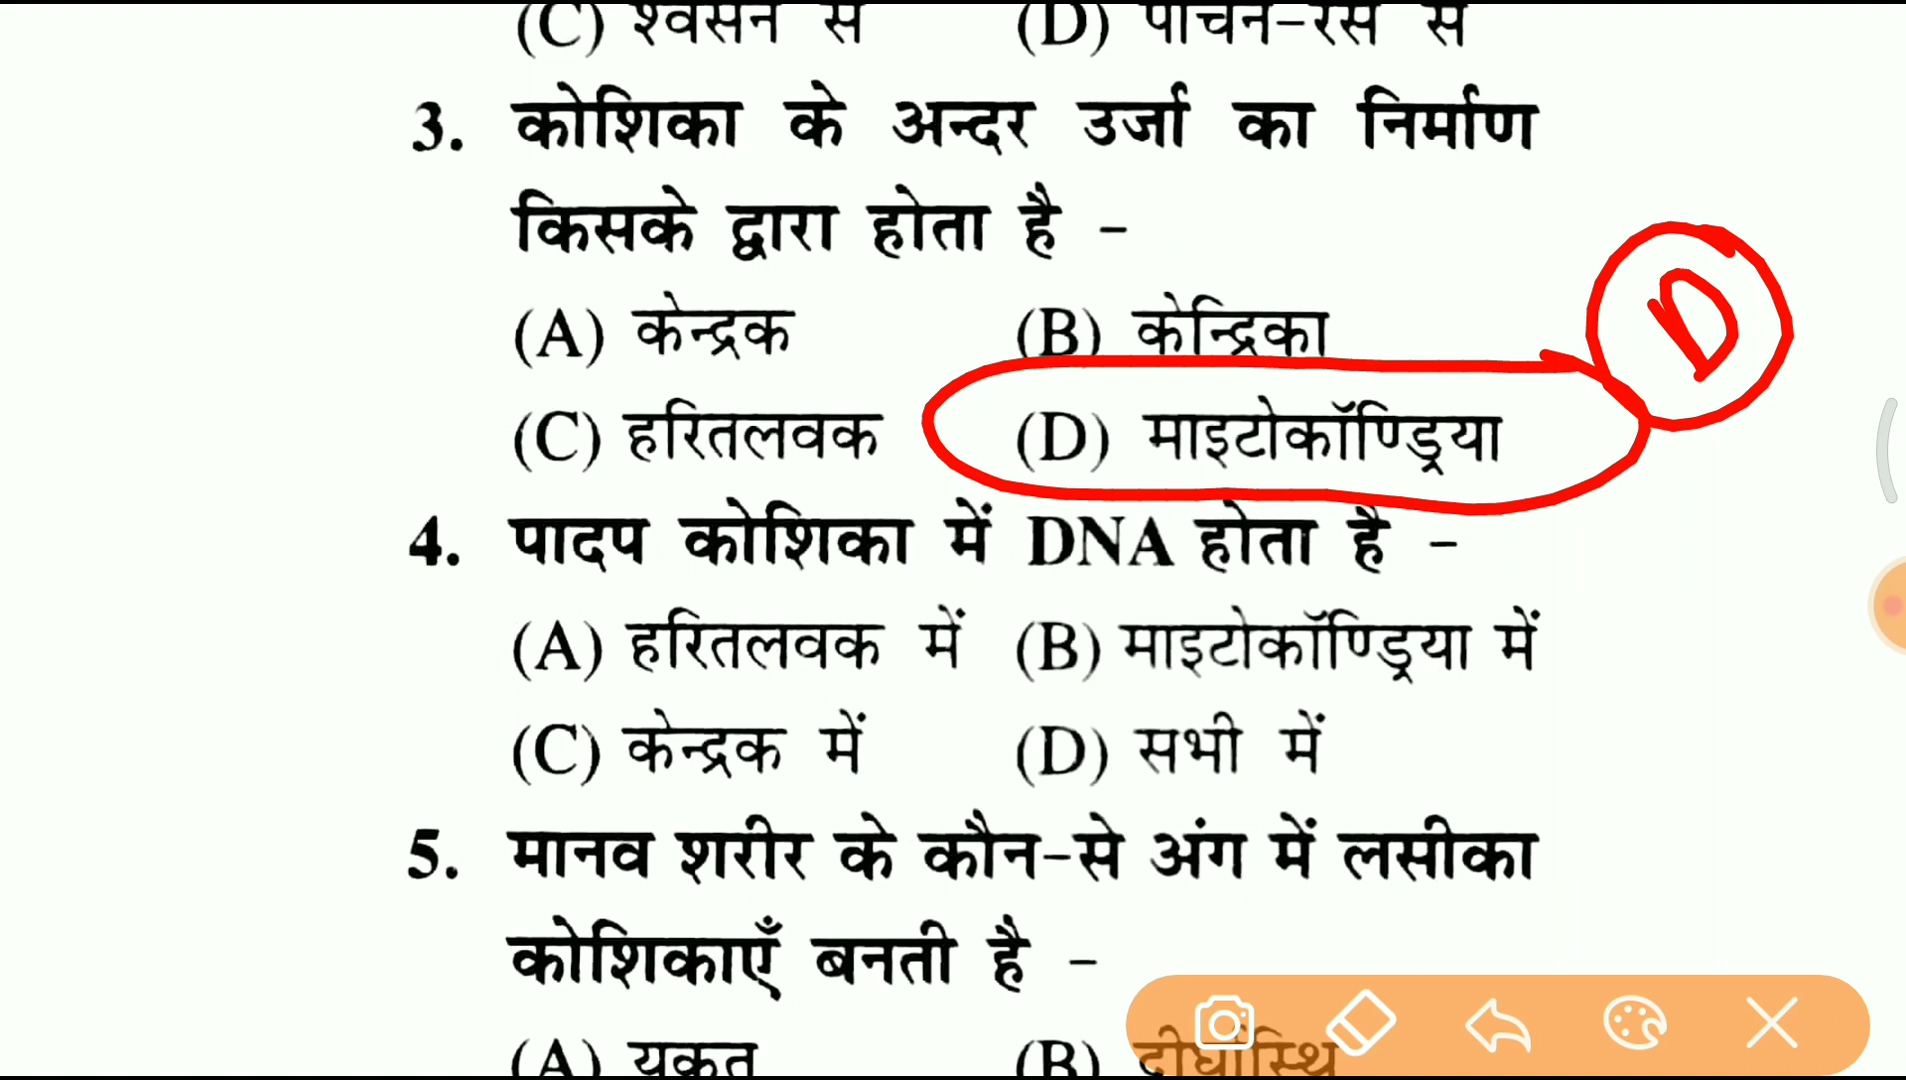 (C) श्वसन से (D) पाचन-रस से
3. कोशिका के अन्दर उर्जा का निर्माण
किसके द्वारा होता है -
(A) केन्द्रक (B) केन्द्रिका
D
(C) हरितलवक (D) माइटोकॉण्ड्रिया
4. पादप कोशिका में DNA होता है -
(A) हरितलवक में (B) माइटोकॉण्ड्रिया में
(C) केन्द्रक में (D) सभी में
5. मानव शरीर के कौन-से अंग में लसीका
कोशिकाएँ बनती है -
(A) यकृत (B) दीर्घास्थि